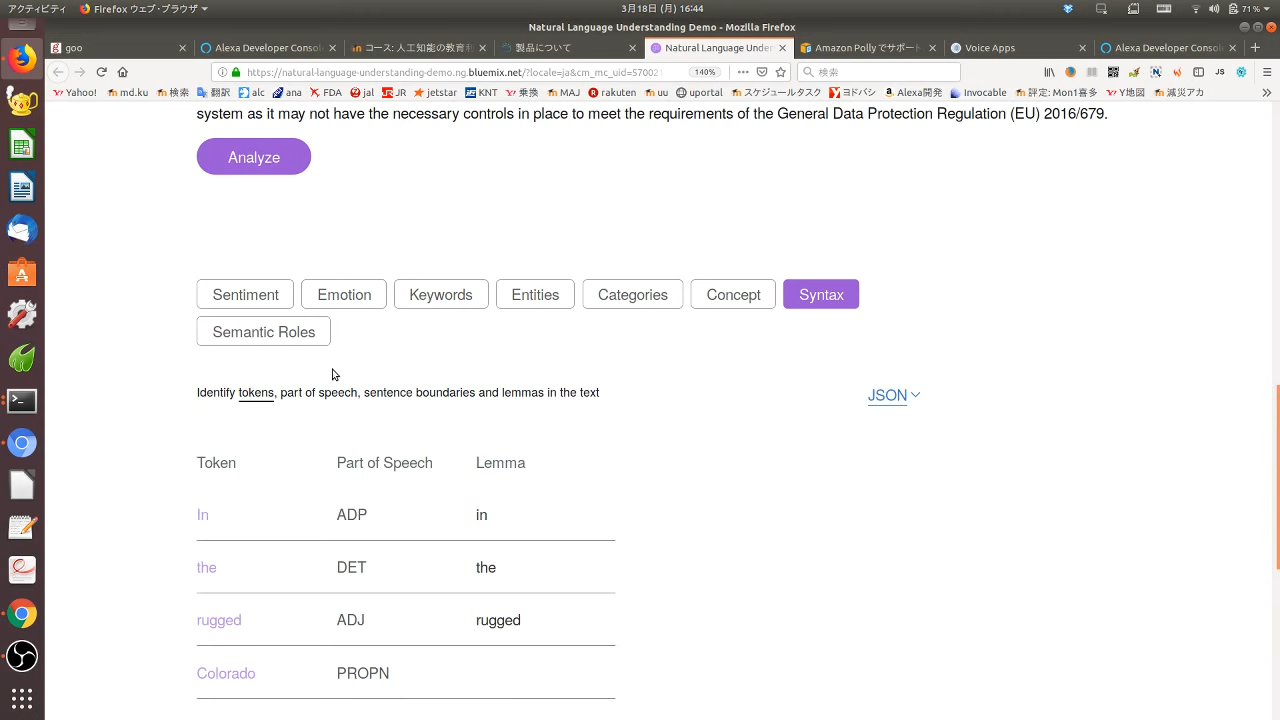 アクティビティ Firefox ウェブ・ブラウザ 3月18日 (月) 16:44 71%
Natural Language Understanding Demo - Mozilla Firefox
goo Alexa Developer Consol コース: 人工知能の教育利 製品について Natural Language Under Amazon Polly でサポート Voice Apps Alexa Developer Consol
https://natural-language-understanding-demo.ng.bluemix.net/?locale=ja&cm_mc_uid=57002 140% 検索
Yahoo! md.ku 検索 翻訳 alc ana FDA jal JR jetstar KNT 乗換 MAJ rakuten uu uportal スケジュールタスク ヨドバシ Alexa開発 Invocable 評定: Mon1喜多 Y地図 減災アカ
system as it may not have the necessary controls in place to meet the requirements of the General Data Protection Regulation (EU) 2016/679.
Analyze
Sentiment Emotion Keywords Entities Categories Concept Syntax
Semantic Roles
Identify tokens, part of speech, sentence boundaries and lemmas in the text JSON
Token Part of Speech Lemma
In ADP in
the DET the
rugged ADJ rugged
Colorado PROPN